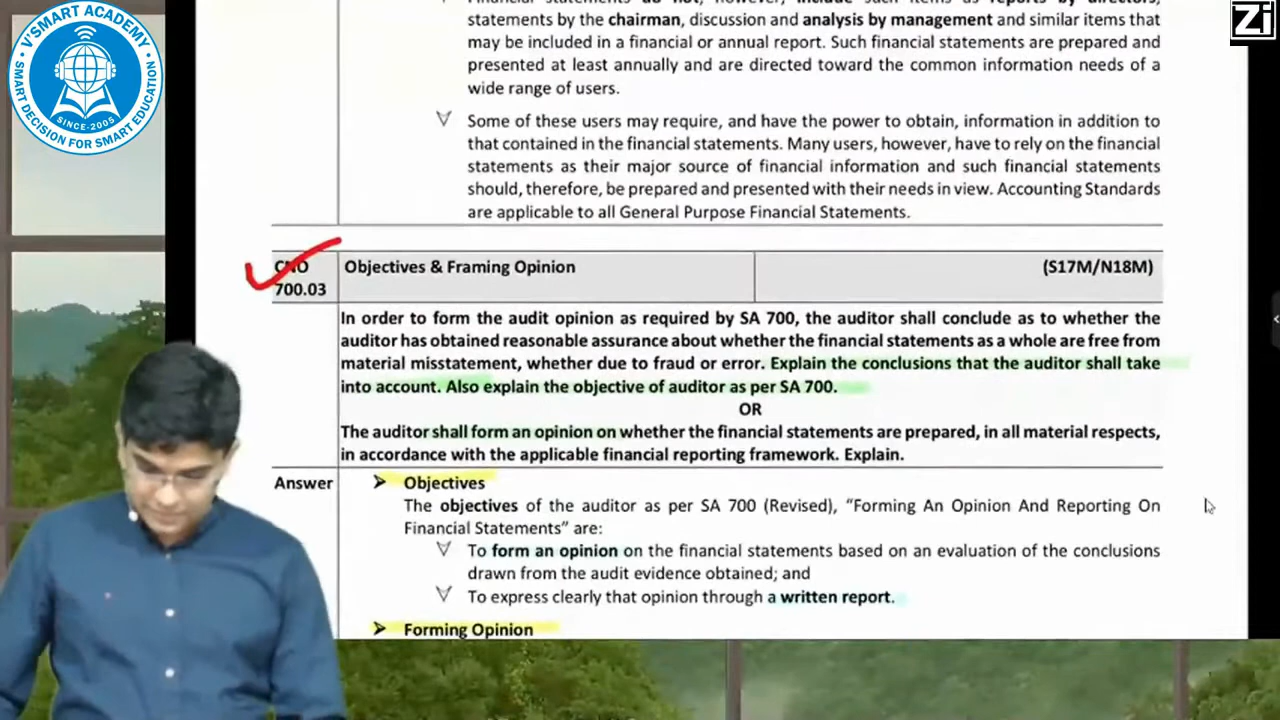 V'SMART ACADEMY
SINCE-2005
SMART DECISION FOR SMART EDUCATION
Zi
statements by the chairman, discussion and analysis by management and similar items that
may be included in a financial or annual report. Such financial statements are prepared and
presented at least annually and are directed toward the common information needs of a
wide range of users.
Some of these users may require, and have the power to obtain, information in addition to
that contained in the financial statements. Many users, however, have to rely on the financial
statements as their major source of financial information and such financial statements
should, therefore, be prepared and presented with their needs in view. Accounting Standards
are applicable to all General Purpose Financial Statements.
CNO
700.03
Objectives & Framing Opinion
(S17M/N18M)
In order to form the audit opinion as required by SA 700, the auditor shall conclude as to whether the
auditor has obtained reasonable assurance about whether the financial statements as a whole are free from
material misstatement, whether due to fraud or error. Explain the conclusions that the auditor shall take
into account. Also explain the objective of auditor as per SA 700.
OR
The auditor shall form an opinion on whether the financial statements are prepared, in all material respects,
in accordance with the applicable financial reporting framework. Explain.
Answer
Objectives
The objectives of the auditor as per SA 700 (Revised), “Forming An Opinion And Reporting On
Financial Statements” are:
To form an opinion on the financial statements based on an evaluation of the conclusions
drawn from the audit evidence obtained; and
To express clearly that opinion through a written report.
Forming Opinion